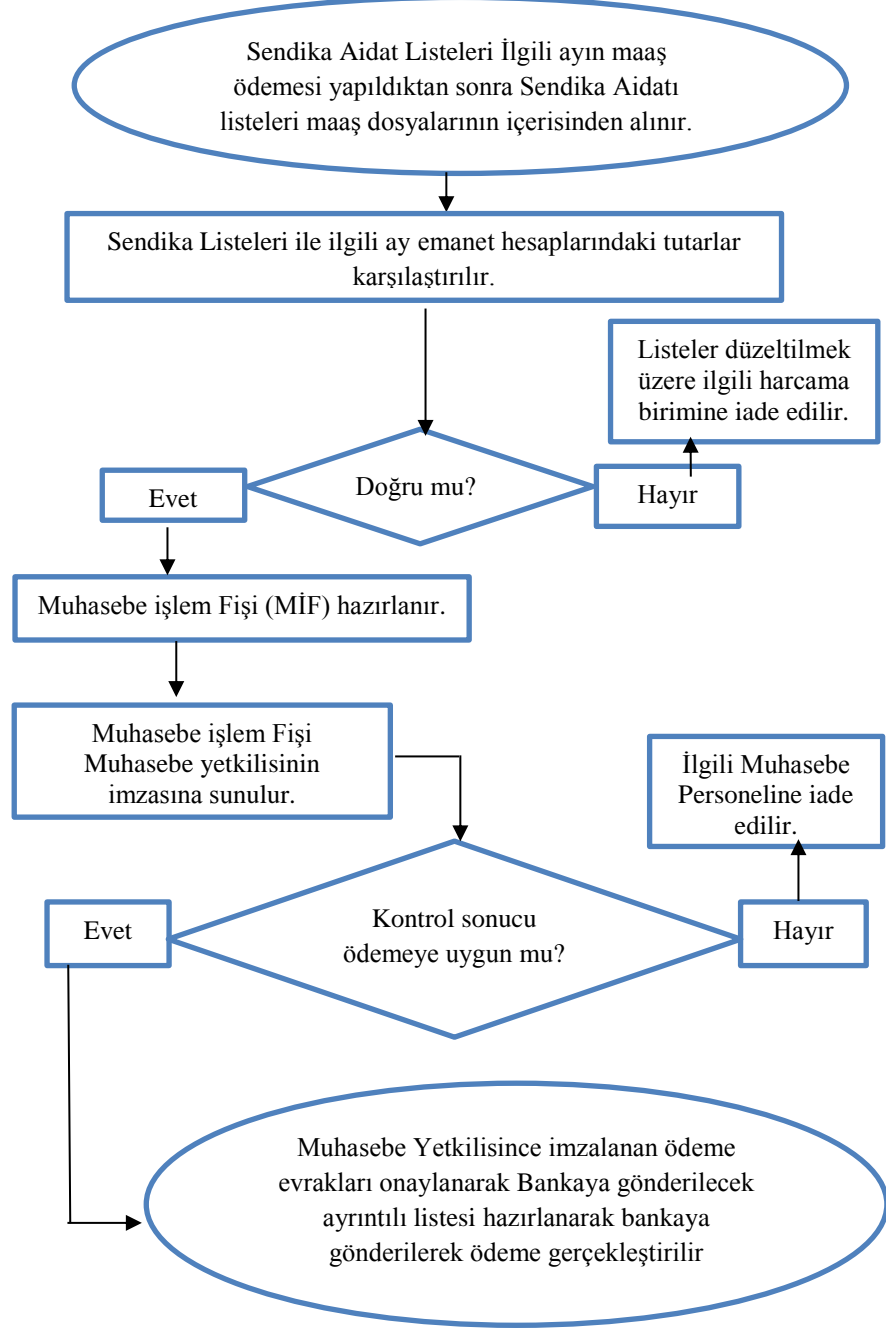 Sendika Aidat Listeleri İlgili ayın maaş
ödemesi yapıldıktan sonra Sendika Aidatı
listeleri maaş dosyalarının içerisinden alınır.
Sendika Listeleri ile ilgili ay emanet hesaplarındaki tutarlar
karşılaştırılır.
Listeler düzeltilmek
üzere ilgili harcama
birimine iade edilir.
Doğru mu?
Evet
Hayır
Muhasebe işlem Fişi (MİF) hazırlanır.
Muhasebe işlem Fişi
Muhasebe yetkilisinin
imzasına sunulur.
İlgili Muhasebe
Personeline iade
edilir.
Evet
Kontrol sonucu
ödemeye uygun mu?
Hayır
Muhasebe Yetkilisince imzalanan ödeme
evrakları onaylanarak Bankaya gönderilecek
ayrıntılı listesi hazırlanarak bankaya
gönderilerek ödeme gerçekleştirilir